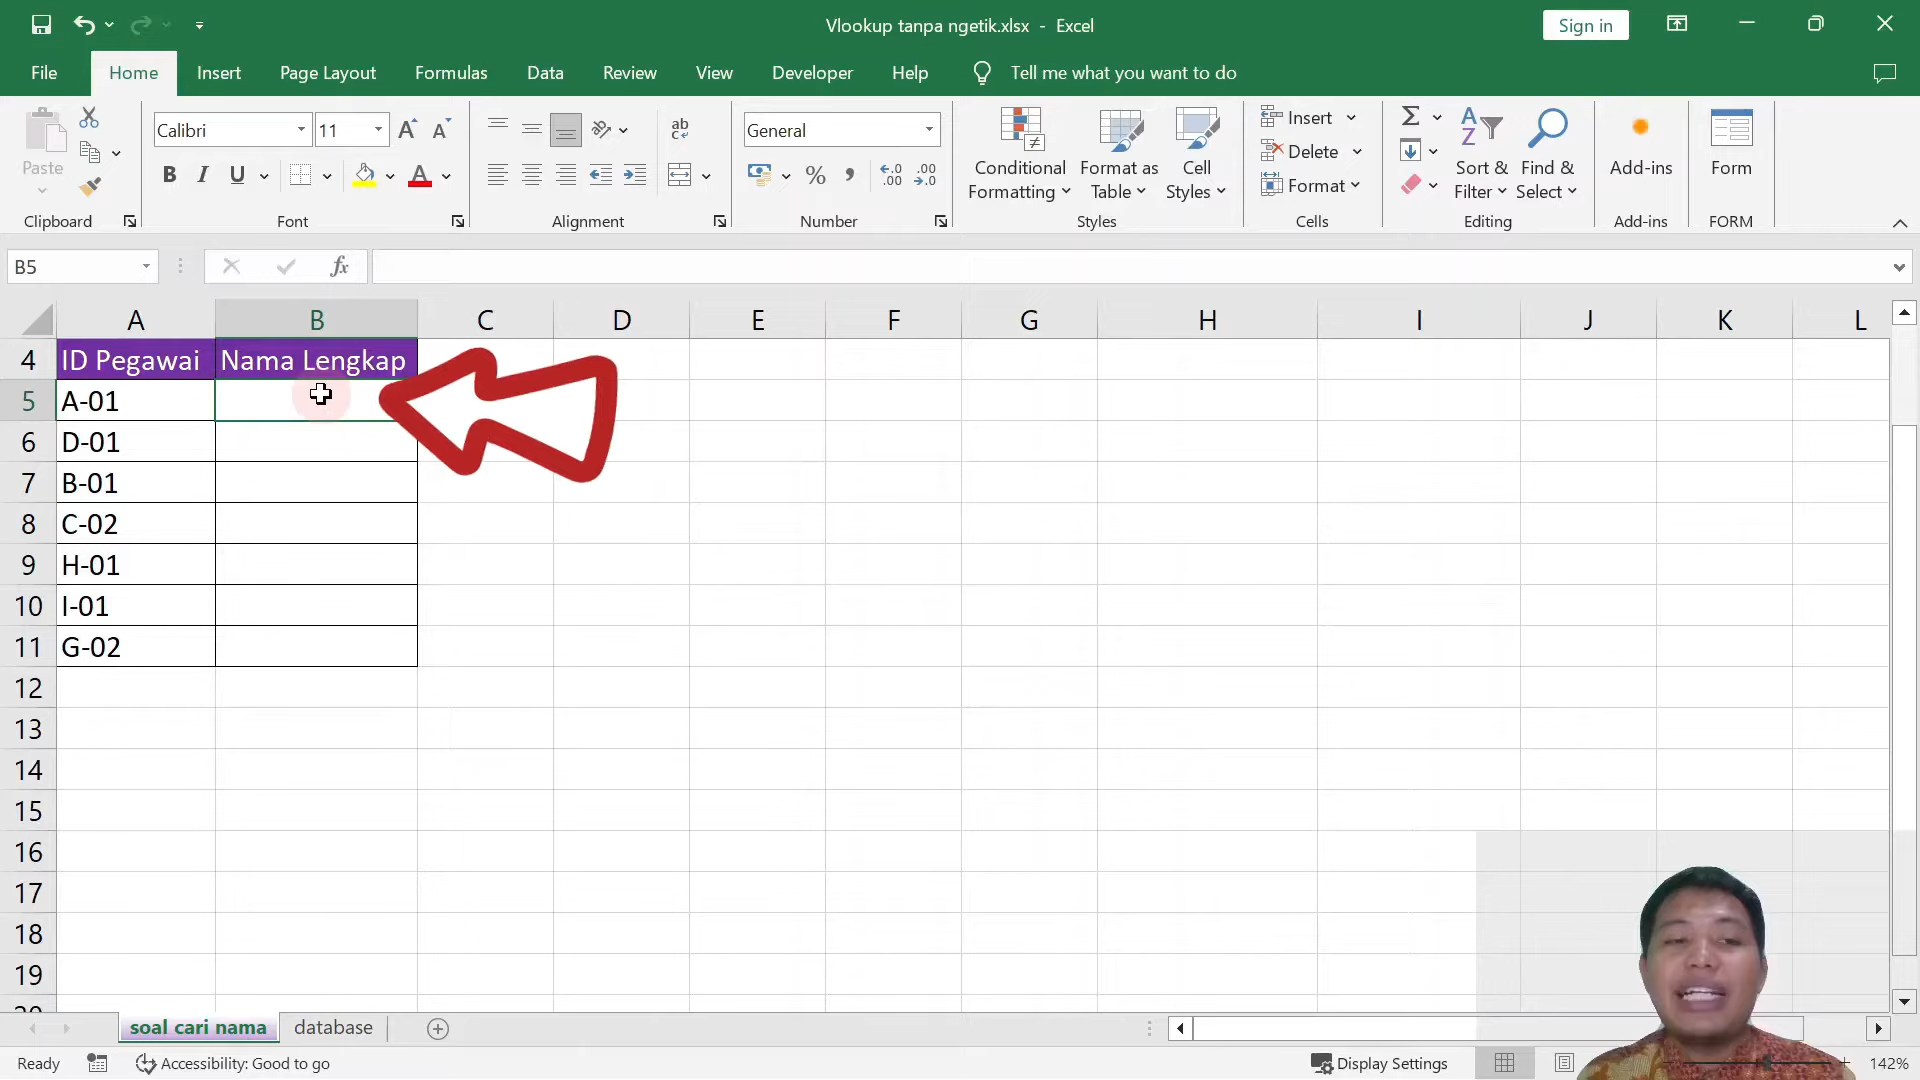 Vlookup tanpa ngetik.xlsx - Excel
Sign in
File Home Insert Page Layout Formulas Data Review View Developer Help Tell me what you want to do
Paste
Clipboard
Calibri 11
A A
B I U A
Font
ab
c
Alignment
General
% , .0 .00 .00 .0
Number
Conditional Formatting
Format as Table
Cell Styles
Styles
Insert
Delete
Format
Cells
Σ
A Z
Sort & Filter
Find & Select
Editing
Add-ins
Add-ins
Form
FORM
B5 fx
A B C D E F G H I J K L
4 ID Pegawai Nama Lengkap
5 A-01
6 D-01
7 B-01
8 C-02
9 H-01
10 I-01
11 G-02
12
13
14
15
16
17
18
19
soal cari nama database
Ready Accessibility: Good to go Display Settings 142%